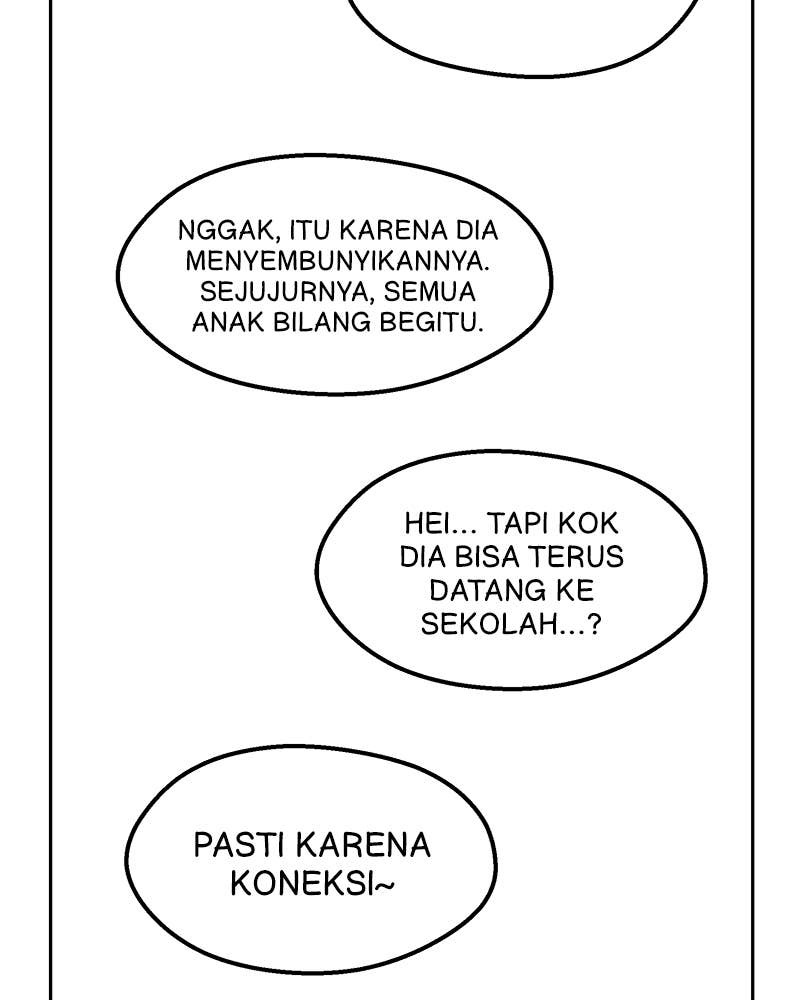 NGGAK, ITU KARENA DIA
MENYEMBUNYIKANNYA.
SEJUJURNYA, SEMUA
ANAK BILANG BEGITU.
HEI... TAPI KOK
DIA BISA TERUS
DATANG KE
SEKOLAH...?
PASTI KARENA
KONEKSI~